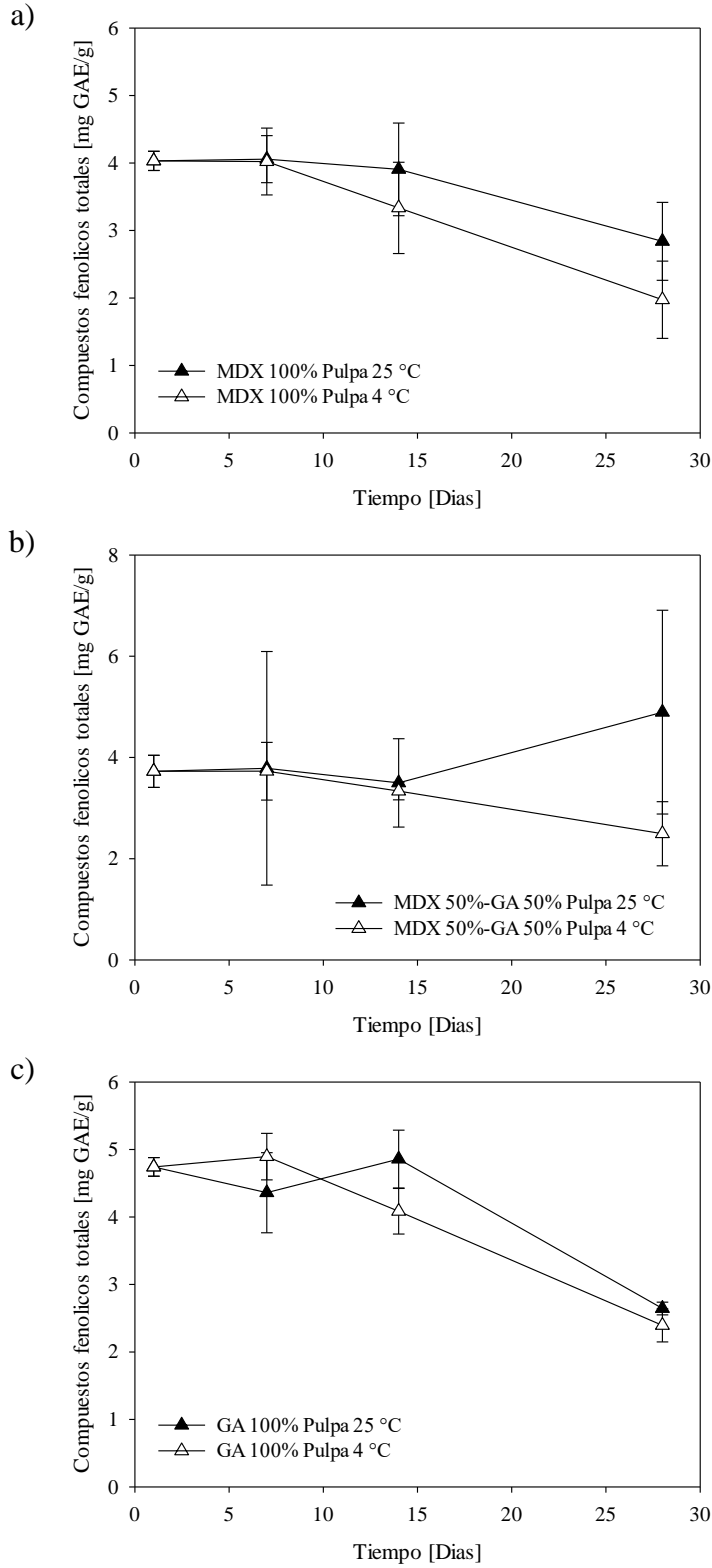 a)
6
5
4
3
2
1
0
Compuestos fenolicos totales [mg GAE/g]
MDX 100% Pulpa 25 °C
MDX 100% Pulpa 4 °C
0 5 10 15 20 25 30
Tiempo [Dias]
b)
8
6
4
2
0
Compuestos fenolicos totales [mg GAE/g]
MDX 50%-GA 50% Pulpa 25 °C
MDX 50%-GA 50% Pulpa 4 °C
0 5 10 15 20 25 30
Tiempo [Dias]
c)
6
5
4
3
2
1
0
Compuestos fenolicos totales [mg GAE/g]
GA 100% Pulpa 25 °C
GA 100% Pulpa 4 °C
0 5 10 15 20 25 30
Tiempo [Dias]